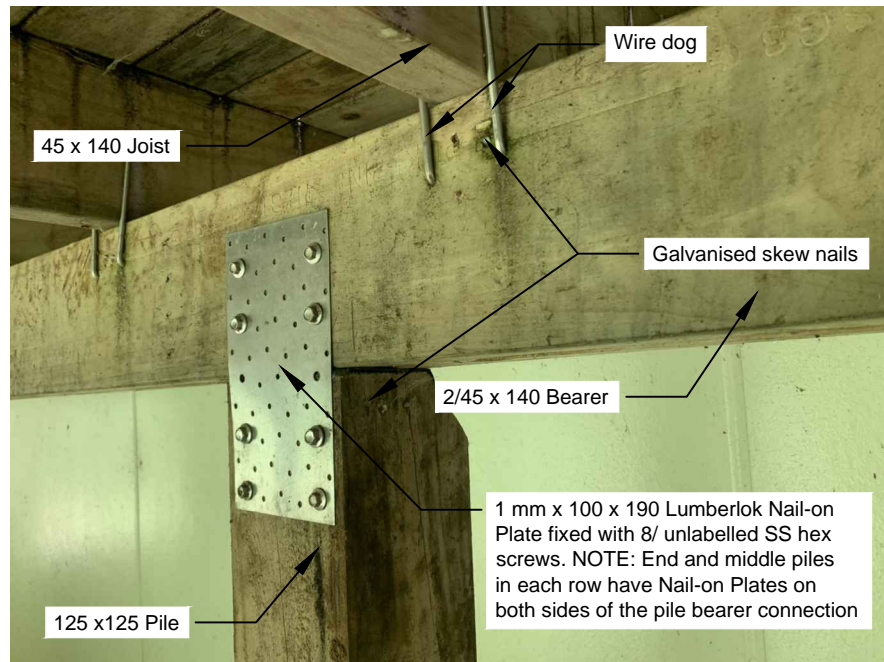 Wire dog
45 x 140 Joist
Galvanised skew nails
2/45 x 140 Bearer
1 mm x 100 x 190 Lumberlok Nail-on
Plate fixed with 8/ unlabelled SS hex
screws. NOTE: End and middle piles
in each row have Nail-on Plates on
both sides of the pile bearer connection
125 x125 Pile